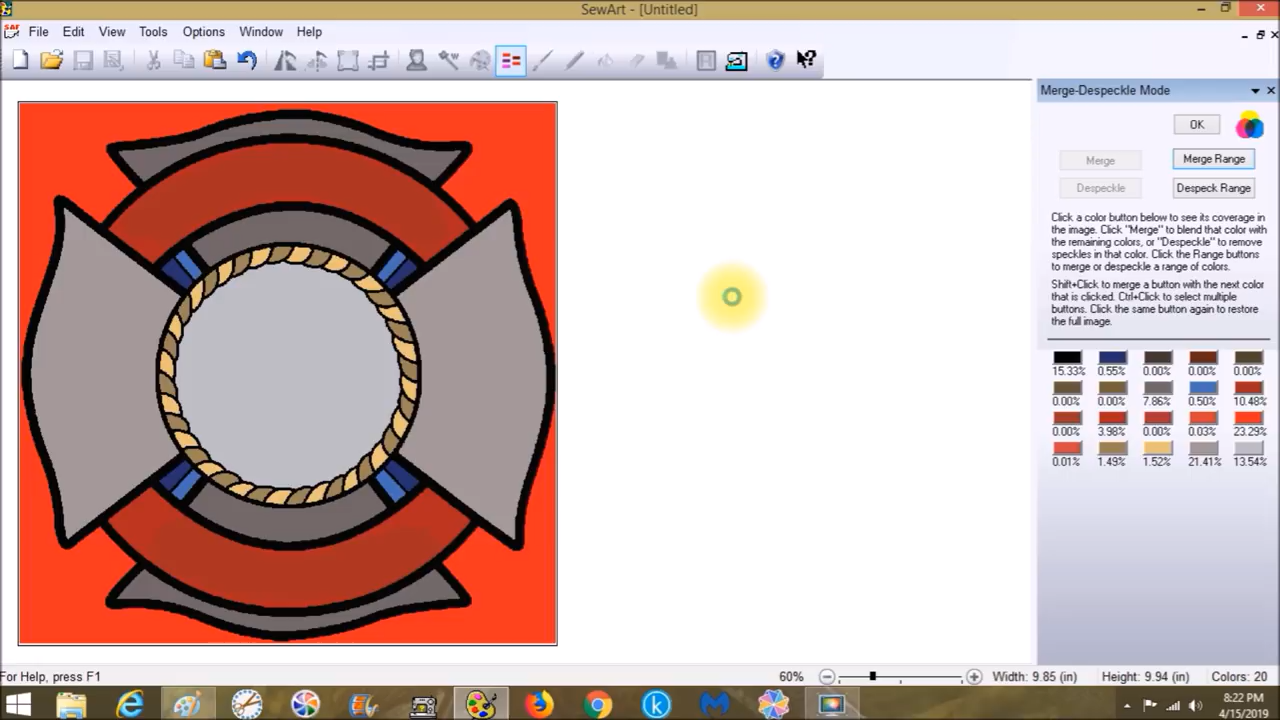 SewArt - [Untitled]
File Edit View Tools Options Window Help
Merge-Despeckle Mode
OK
Merge Merge Range
Despeckle Despeck Range
Click a color button below to see its coverage in
the image. Click "Merge" to blend that color with
the remaining colors, or "Despeckle" to remove
speckles in that color. Click the Range buttons
to merge or despeckle a range of colors.
Shift+Click to merge a button with the next color
that is clicked. Ctrl+Click to select multiple
buttons. Click the same button again to restore
the full image.
15.33% 0.55% 0.00% 0.00% 0.00%
0.00% 0.00% 7.86% 0.50% 10.48%
0.00% 3.98% 0.00% 0.03% 23.29%
0.01% 1.49% 1.52% 21.41% 13.54%
For Help, press F1 60% Width: 9.85 (in) Height: 9.94 (in) Colors: 20
8:22 PM
4/15/2019